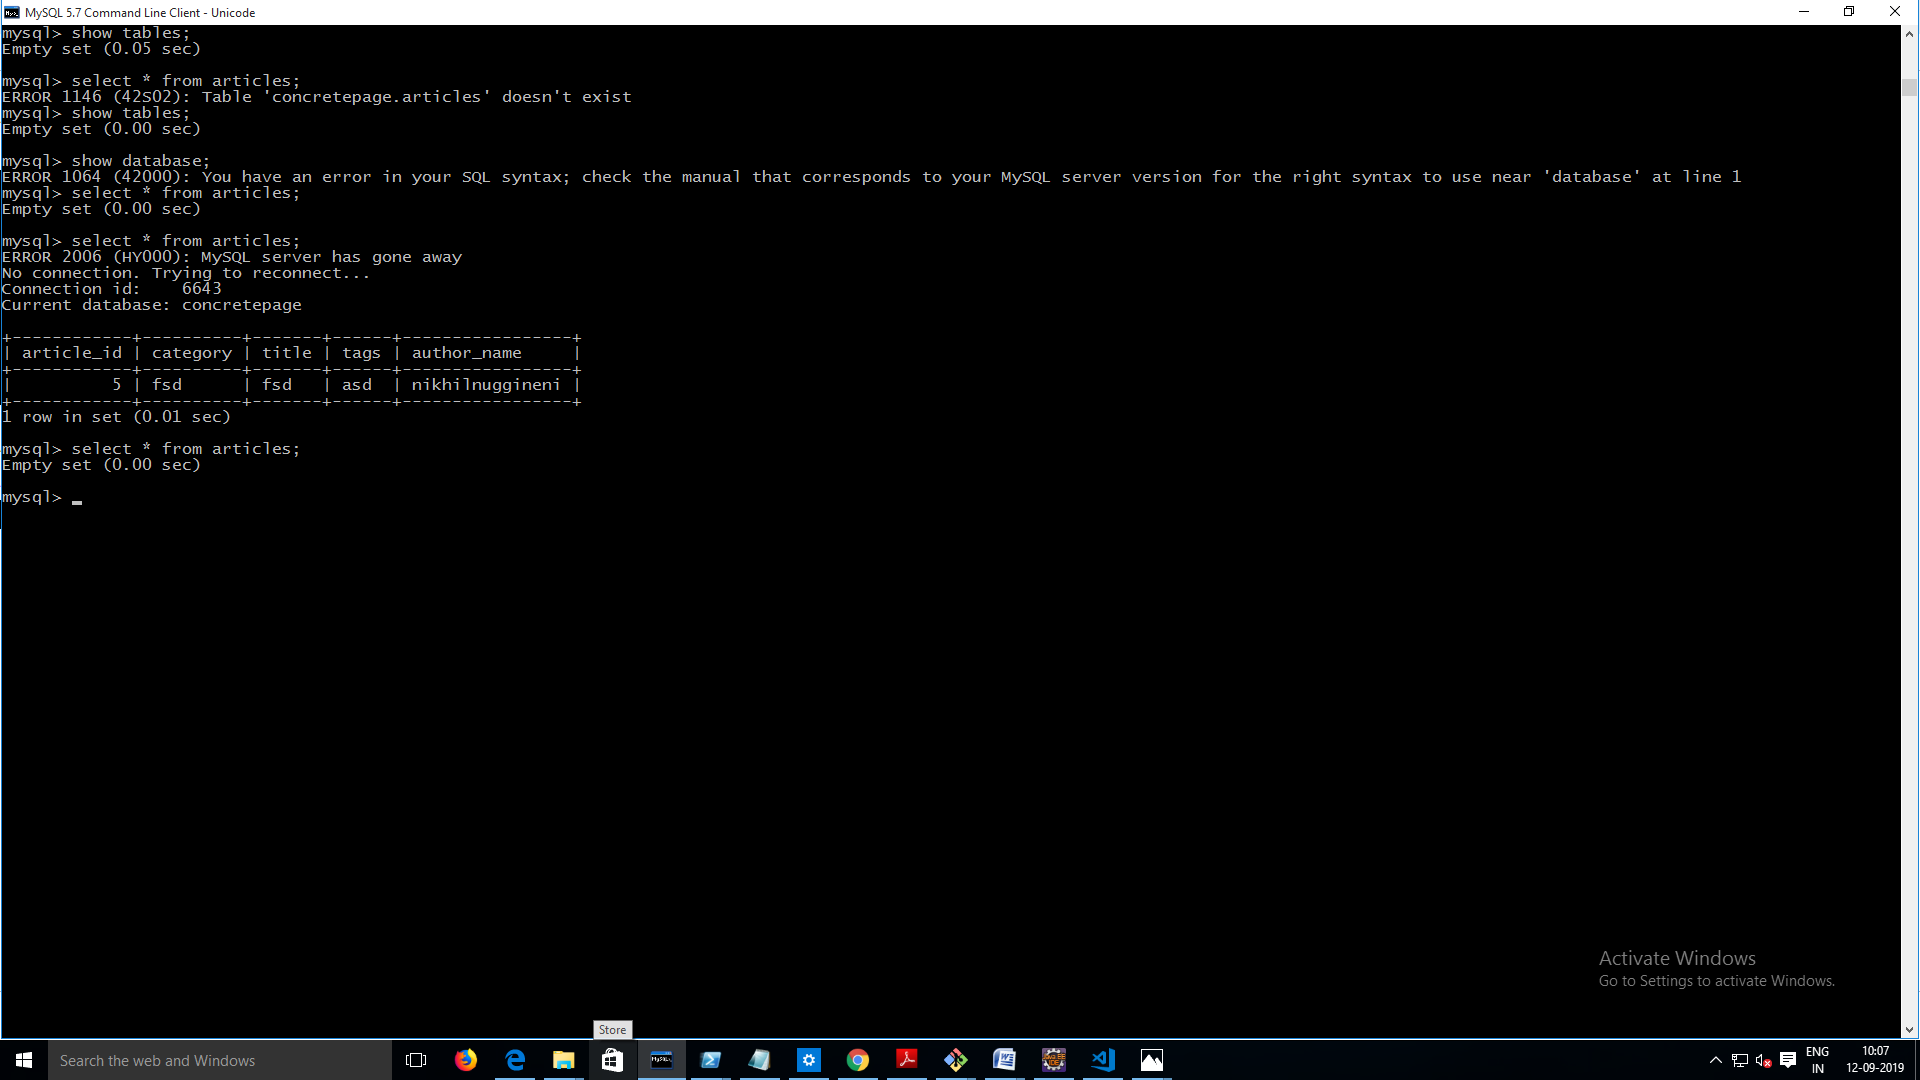 MySQL 5.7 Command Line Client - Unicode
mysql> show tables;
Empty set (0.05 sec)
mysql> select * from articles;
ERROR 1146 (42S02): Table 'concretepage.articles' doesn't exist
mysql> show tables;
Empty set (0.00 sec)
mysql> show database;
ERROR 1064 (42000): You have an error in your SQL syntax; check the manual that corresponds to your MySQL server version for the right syntax to use near 'database' at line 1
mysql> select * from articles;
Empty set (0.00 sec)
mysql> select * from articles;
ERROR 2006 (HY000): MySQL server has gone away
No connection. Trying to reconnect...
Connection id:    6643
Current database: concretepage
+------------+----------+-------+------+-----------------+
| article_id | category | title | tags | author_name     |
+------------+----------+-------+------+-----------------+
|          5 | fsd      | fsd   | asd  | nikhilnuggineni |
+------------+----------+-------+------+-----------------+
1 row in set (0.01 sec)
mysql> select * from articles;
Empty set (0.00 sec)
mysql> _
Activate Windows
Go to Settings to activate Windows.
Store
Search the web and Windows
ENG
IN
10:07
12-09-2019